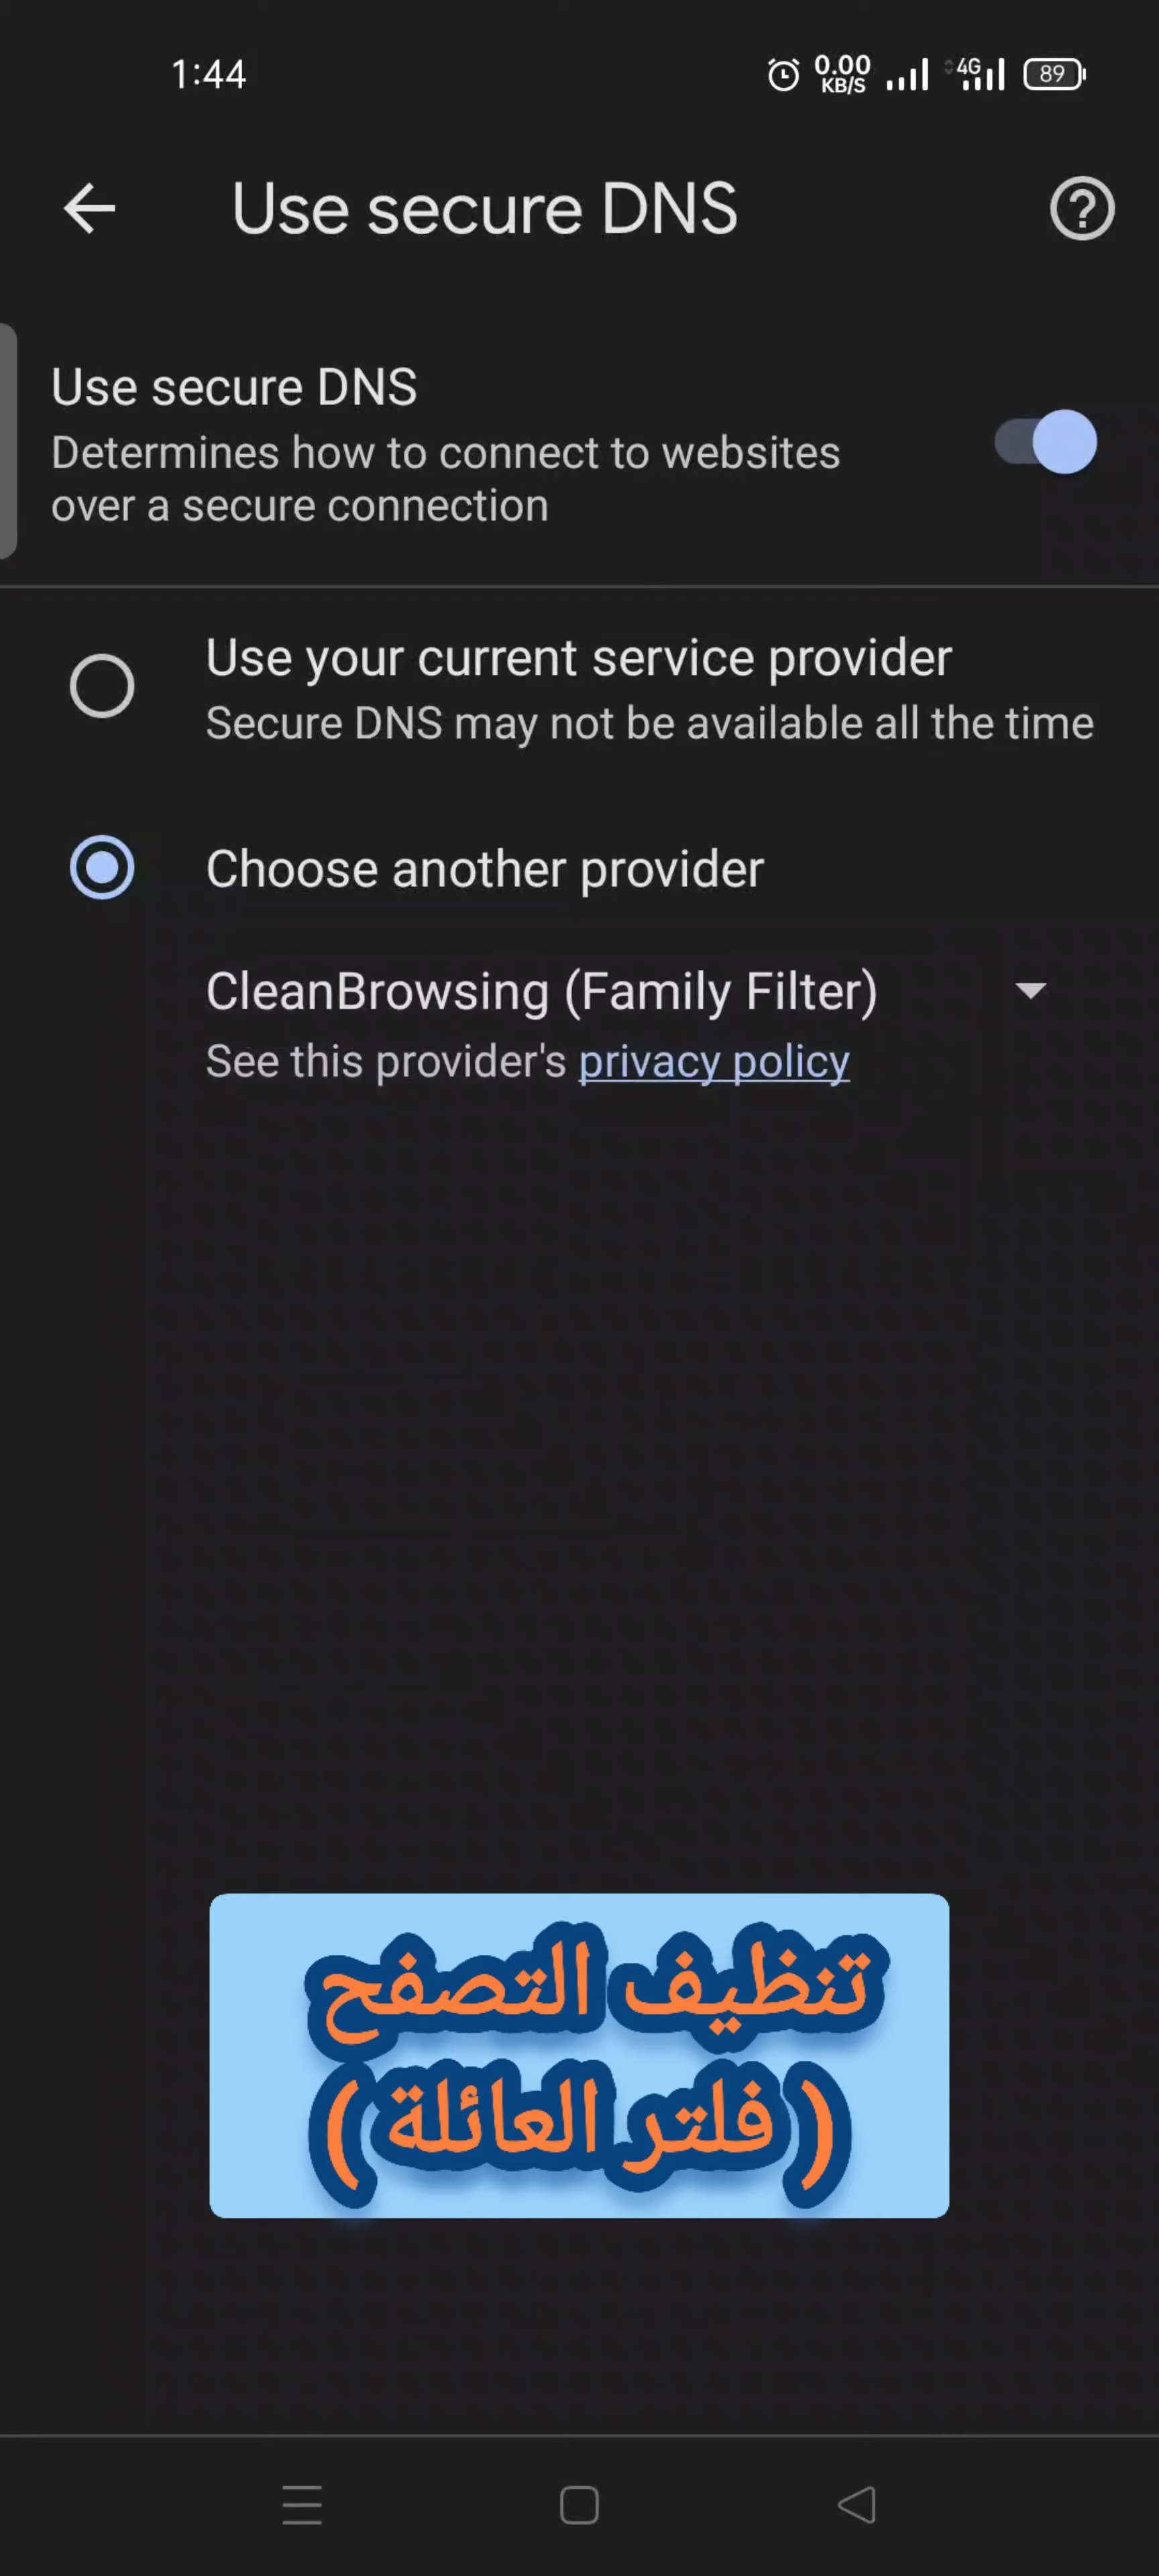 1:44 0.00 KB/S 4G 89
Use secure DNS
Use secure DNS
Determines how to connect to websites
over a secure connection
Use your current service provider
Secure DNS may not be available all the time
Choose another provider
CleanBrowsing (Family Filter)
See this provider's privacy policy
تنظيف التصفح
(فلتر العائلة)